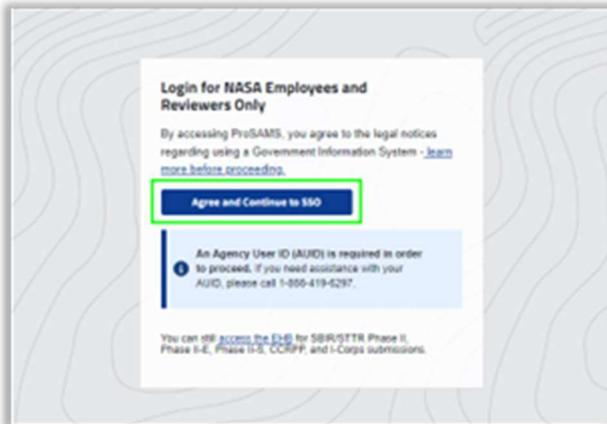 Login for NASA Employees and
Reviewers Only
By accessing ProSAMS, you agree to the legal notices
regarding using a Government Information System - learn
more before proceeding.
Agree and Continue to SSO
An Agency User ID (AUID) is required in order
to proceed. If you need assistance with your
AUID, please call 1-866-419-6297.
You can still access the EHB for SBIR/STTR Phase II,
Phase II-E, Phase II-S, CCRPP, and I-Corps submissions.